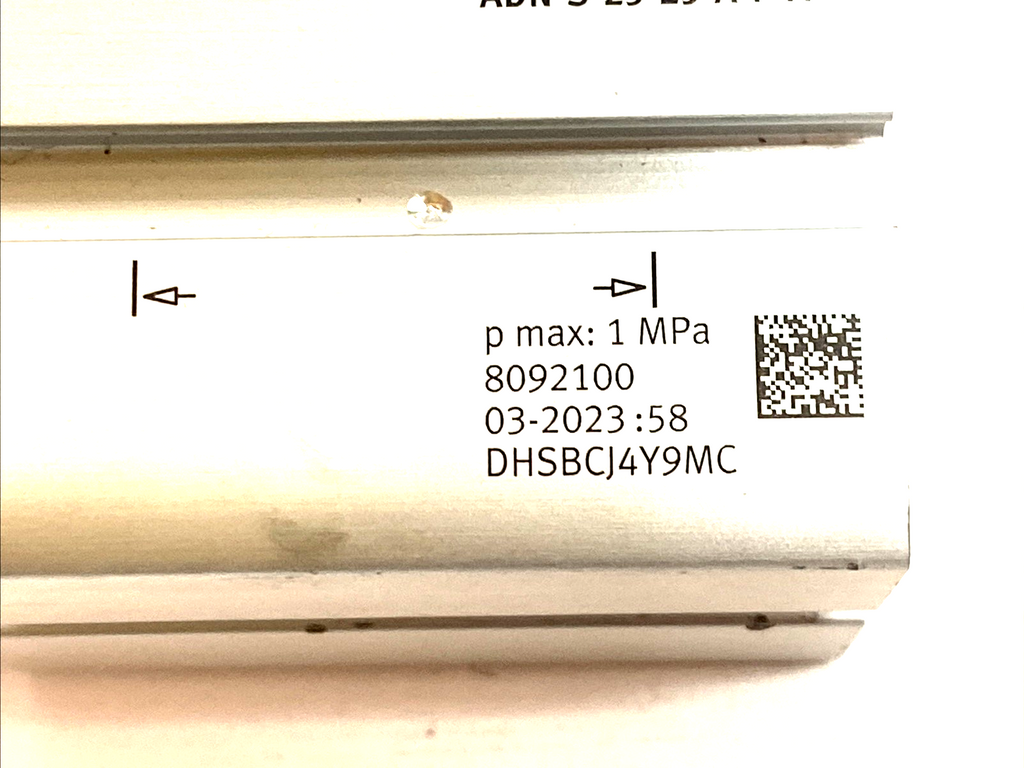 p max: 1 MPa
8092100
03-2023 :58
DHSBCJ4Y9MC